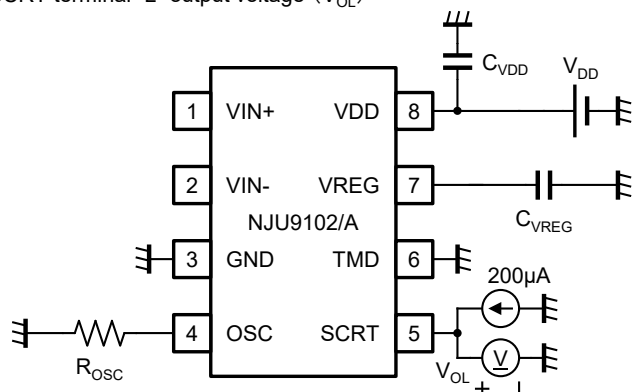 SCRT terminal "L" output voltage (VOL)
CVDD
VDD
1 VIN+ VDD 8
2 VIN- VREG 7
NJU9102/A
CVREG
3 GND TMD 6
200µA
4 OSC SCRT 5
ROSC
VOL
V
+ -